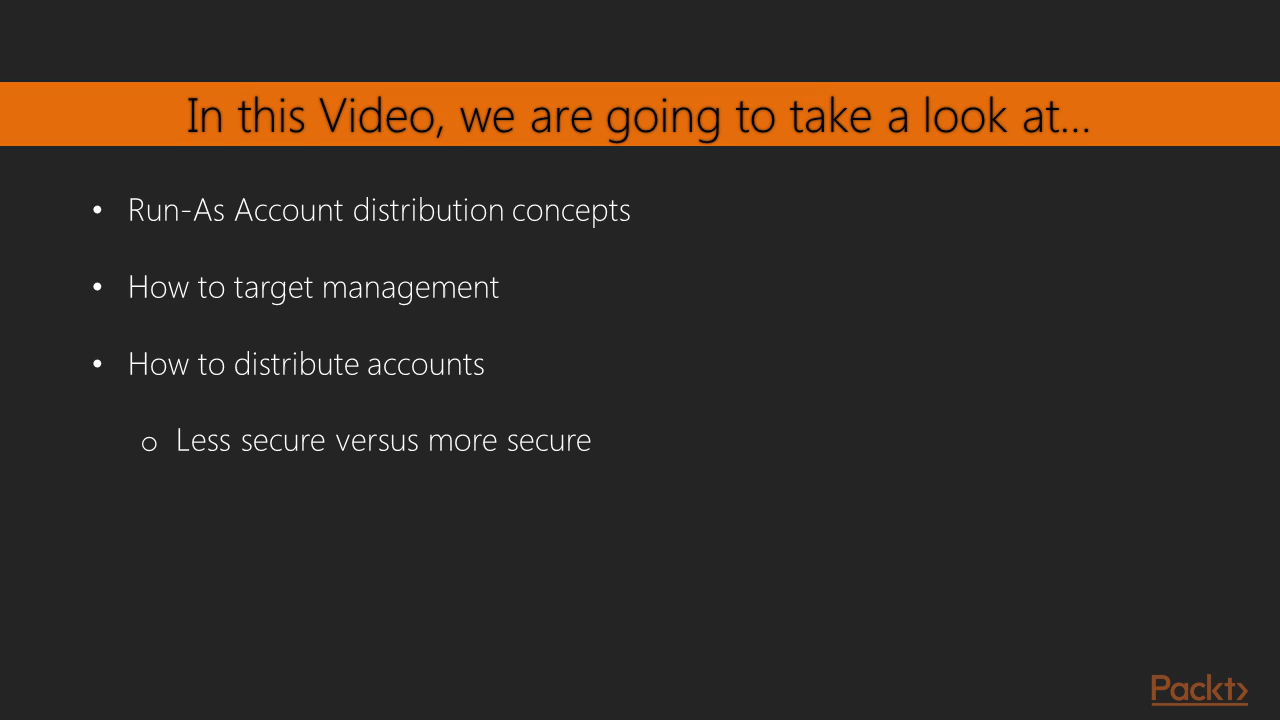 In this Video, we are going to take a look at...
• Run-As Account distribution concepts
• How to target management
• How to distribute accounts
o Less secure versus more secure
Packt>